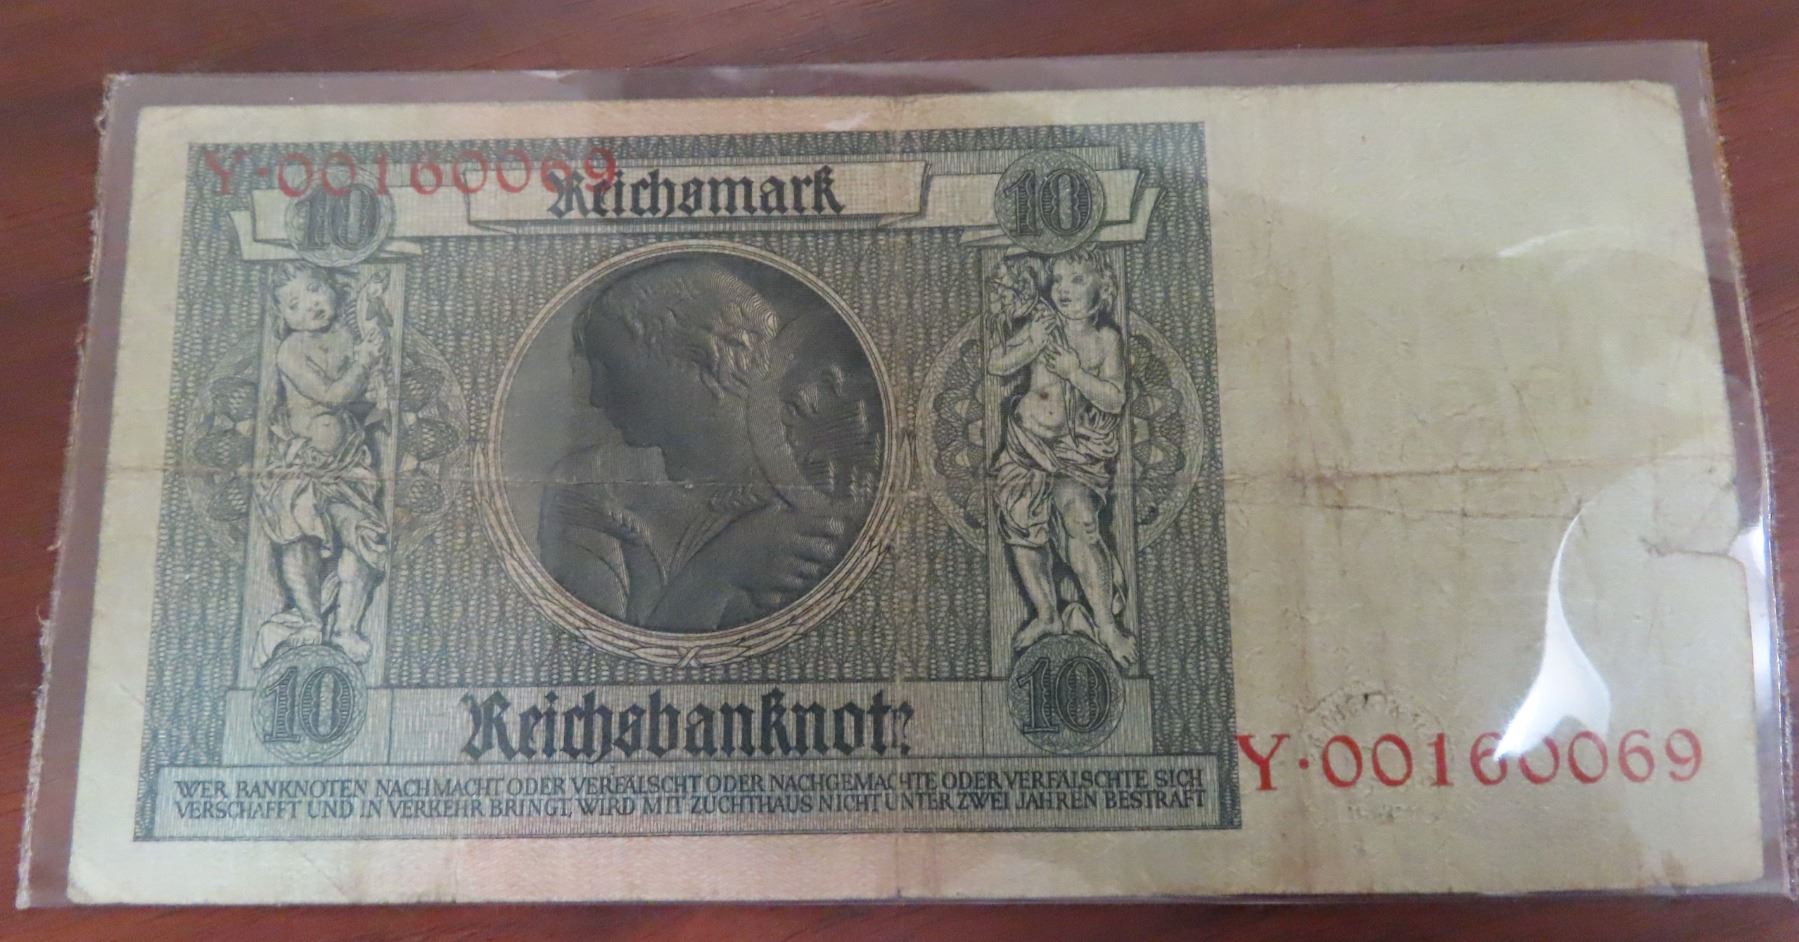 Y·00160069
10 Reichsmark 10
10 Reichsbanknote 10
WER BANKNOTEN NACHMACHT ODER VERFÄLSCHT ODER NACHGEMACHTE ODER VERFÄLSCHTE SICH
VERSCHAFFT UND IN VERKEHR BRINGT, WIRD MIT ZUCHTHAUS NICHT UNTER ZWEI JAHREN BESTRAFT
Y·00160069